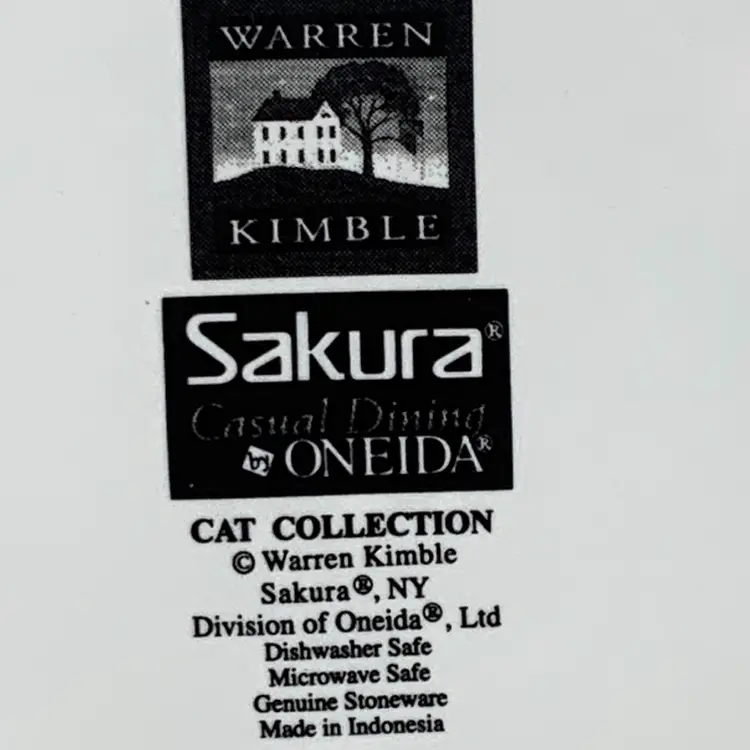 WARREN
KIMBLE
Sakura®
Casual Dining
by ONEIDA®
CAT COLLECTION
© Warren Kimble
Sakura®, NY
Division of Oneida®, Ltd
Dishwasher Safe
Microwave Safe
Genuine Stoneware
Made in Indonesia